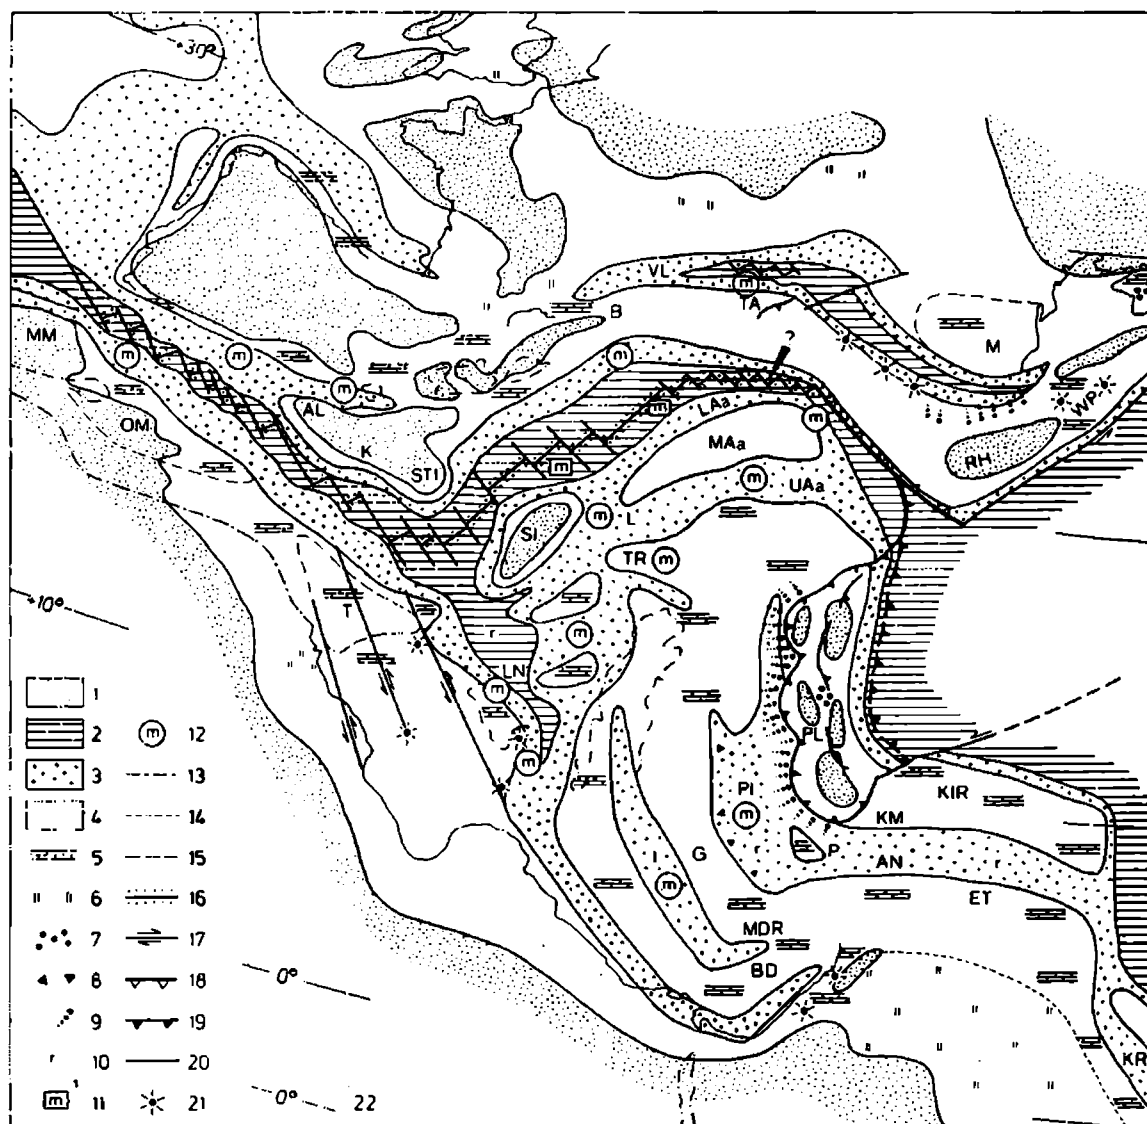 +30°
VL
TA
B
?
M
MM
AL
LAa
WP
OM
K
MAa
RH
STI
m
UAa
SI
L
TR
+10°
T
r
LN
1
2
m 12
PL
3
13
PI
KIR
4
14
m
KM
5
15
r
P
6
16
G
AN
r
I
7
17
m
ET
8
18
MDR
9
19
BD
10
r
20
0°
11
m
21
0°
22
KR